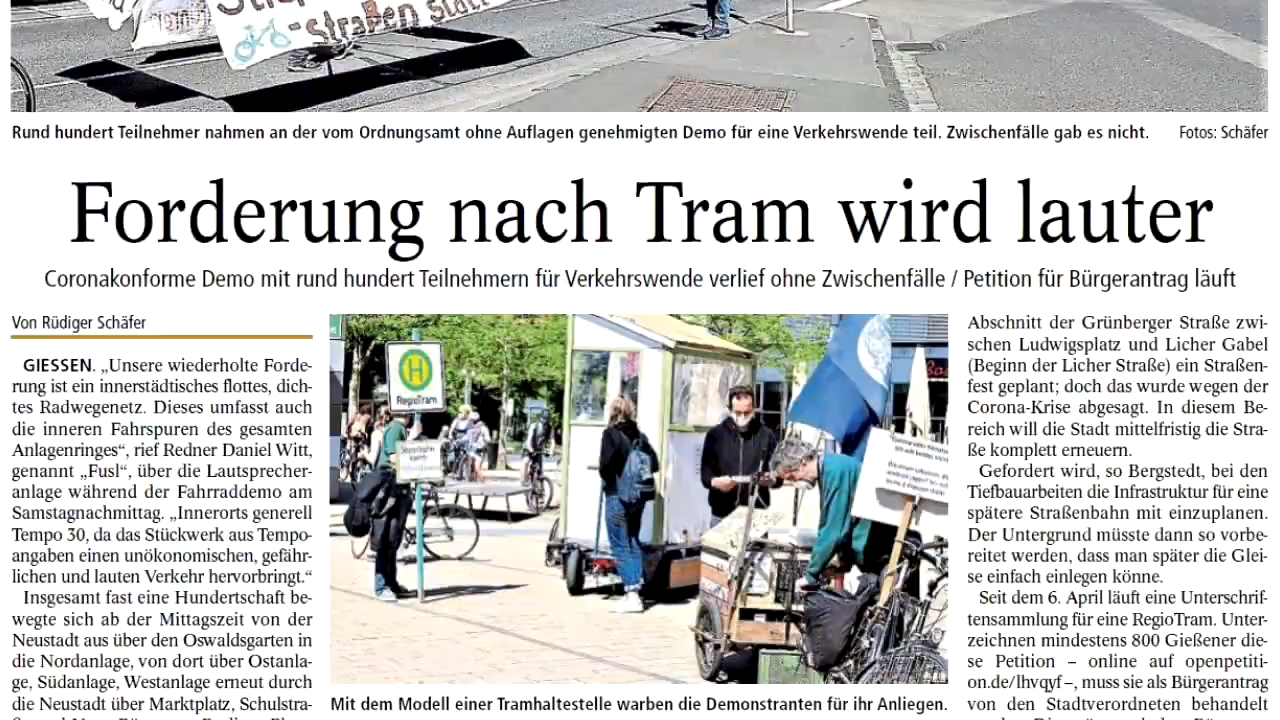 straßen statt
Rund hundert Teilnehmer nahmen an der vom Ordnungsamt ohne Auflagen genehmigten Demo für eine Verkehrswende teil. Zwischenfälle gab es nicht. Fotos: Schäfer
Forderung nach Tram wird lauter
Coronakonforme Demo mit rund hundert Teilnehmern für Verkehrswende verlief ohne Zwischenfälle / Petition für Bürgerantrag läuft
Von Rüdiger Schäfer
GIESSEN. „Unsere wiederholte Forde-
rung ist ein innerstädtisches flottes, dich-
tes Radwegenetz. Dieses umfasst auch
die inneren Fahrspuren des gesamten
Anlagenringes“, rief Redner Daniel Witt,
genannt „Fusl“, über die Lautsprecher-
anlage während der Fahrraddemo am
Samstagnachmittag. „Innerorts generell
Tempo 30, da das Stückwerk aus Tempo-
angaben einen unökonomischen, gefähr-
lichen und lauten Verkehr hervorbringt.“
Insgesamt fast eine Hundertschaft be-
wegte sich ab der Mittagszeit von der
Neustadt aus über den Oswaldsgarten in
die Nordanlage, von dort über Ostanla-
ge, Südanlage, Westanlage erneut durch
die Neustadt über Marktplatz, Schulstra-
H
RegioTram
Mit dem Modell einer Tramhaltestelle warben die Demonstranten für ihr Anliegen.
Abschnitt der Grünberger Straße zwi-
schen Ludwigsplatz und Licher Gabel
(Beginn der Licher Straße) ein Straßen-
fest geplant; doch das wurde wegen der
Corona-Krise abgesagt. In diesem Be-
reich will die Stadt mittelfristig die Stra-
ße komplett erneuern.
Gefordert wird, so Bergstedt, bei den
Tiefbauarbeiten die Infrastruktur für eine
spätere Straßenbahn mit einzuplanen.
Der Untergrund müsste dann so vorbe-
reitet werden, dass man später die Glei-
se einfach einlegen könne.
Seit dem 6. April läuft eine Unterschrif-
tensammlung für eine RegioTram. Unter-
zeichnen mindestens 800 Gießener die-
se Petition – online auf openpetiti-
on.de/lhvqyf –, muss sie als Bürgerantrag
von den Stadtverordneten behandelt